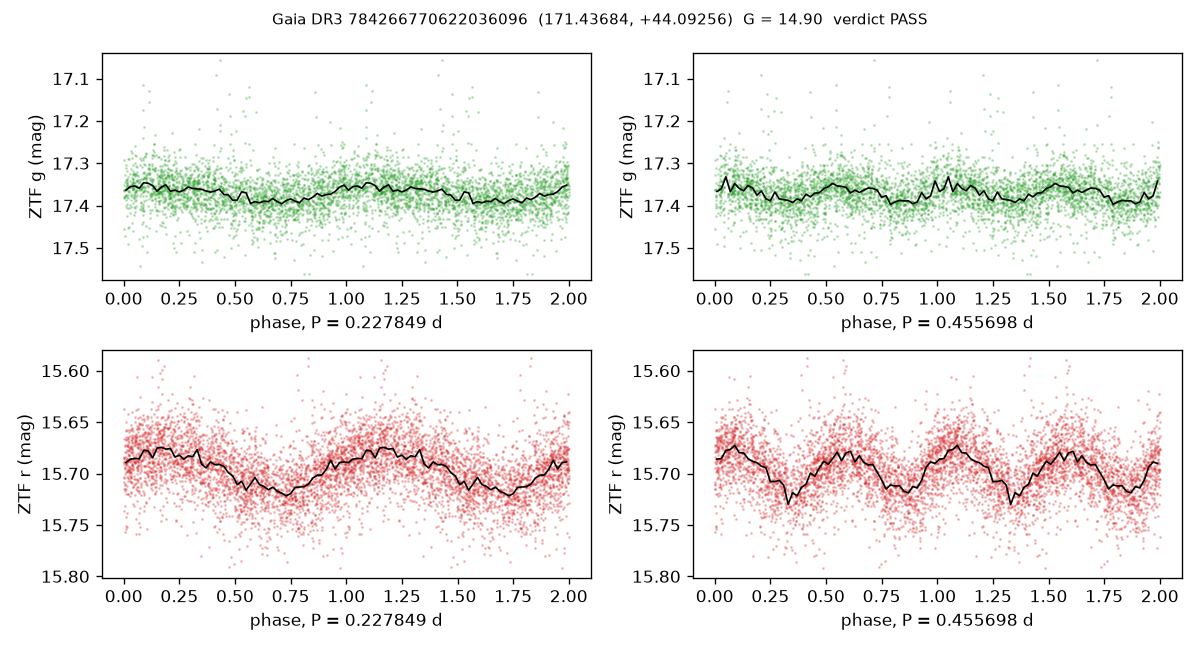 Gaia DR3 784266770622036096 (171.43684, +44.09256) G = 14.90 verdict PASS
ZTF g (mag)
17.1
17.2
17.3
17.4
17.5
0.00 0.25 0.50 0.75 1.00 1.25 1.50 1.75 2.00
phase, P = 0.227849 d
ZTF g (mag)
17.1
17.2
17.3
17.4
17.5
0.00 0.25 0.50 0.75 1.00 1.25 1.50 1.75 2.00
phase, P = 0.455698 d
ZTF r (mag)
15.60
15.65
15.70
15.75
15.80
0.00 0.25 0.50 0.75 1.00 1.25 1.50 1.75 2.00
phase, P = 0.227849 d
ZTF r (mag)
15.60
15.65
15.70
15.75
15.80
0.00 0.25 0.50 0.75 1.00 1.25 1.50 1.75 2.00
phase, P = 0.455698 d